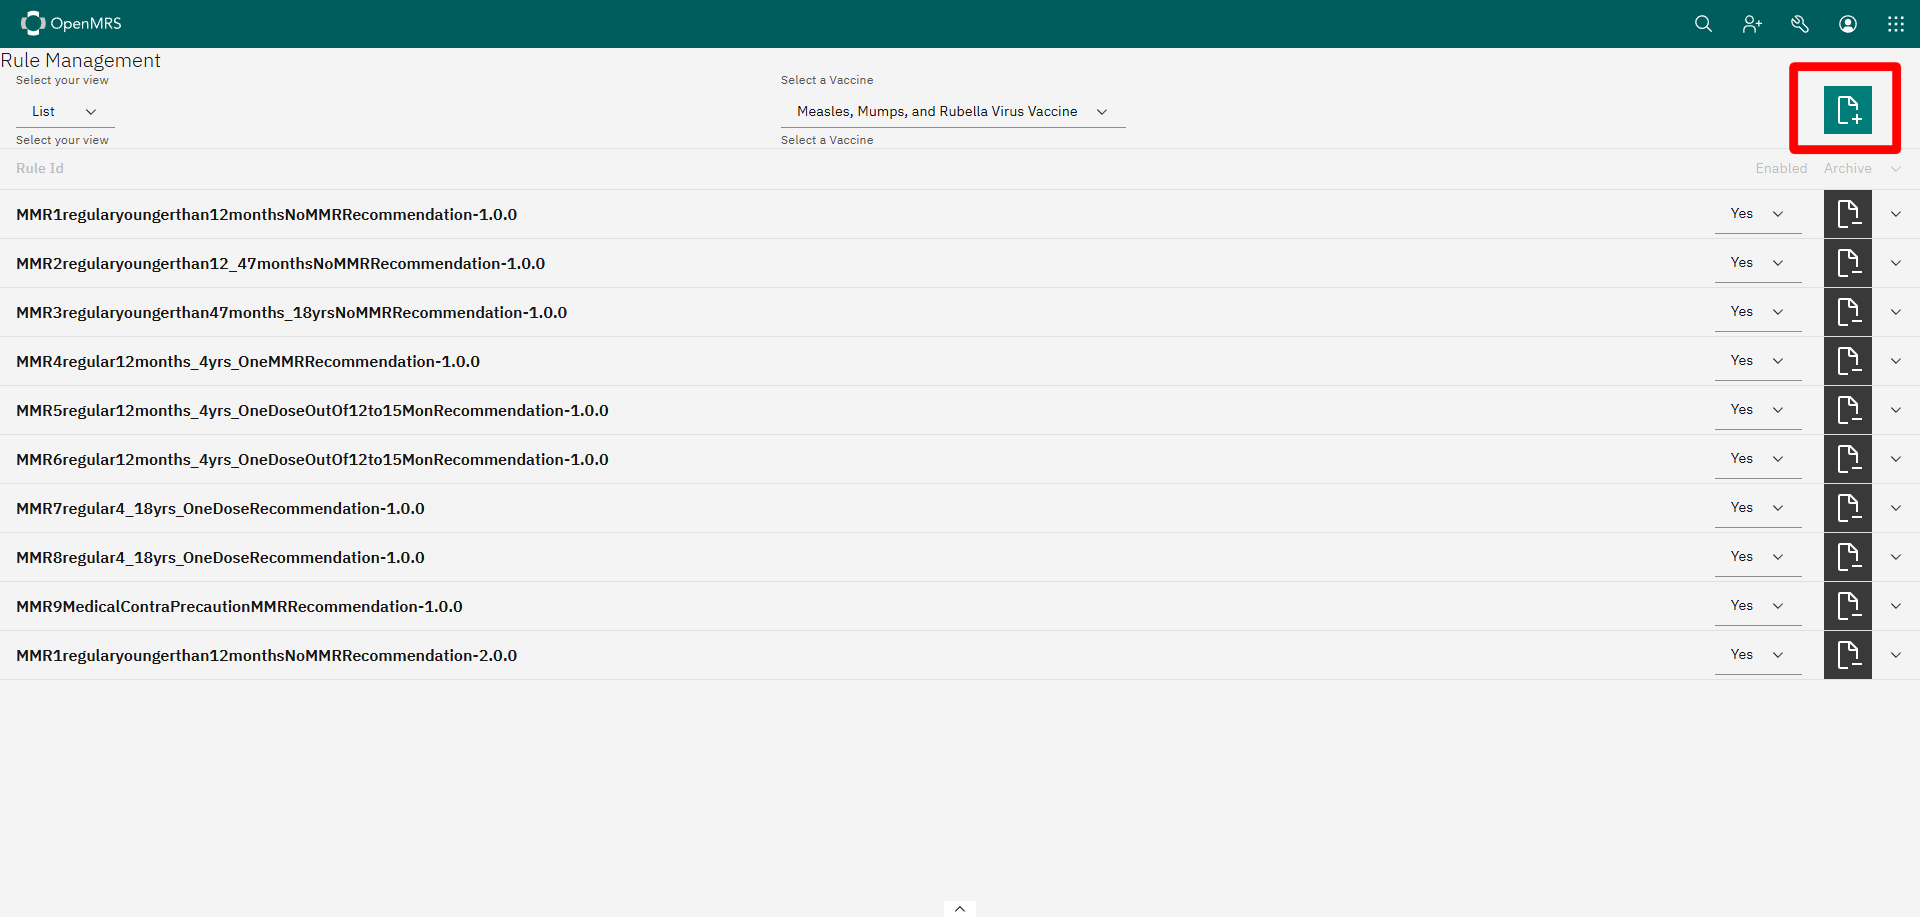 OpenMRS
Rule Management
Select your view
Select a Vaccine
List
Measles, Mumps, and Rubella Virus Vaccine
Select your view
Select a Vaccine
Rule Id Enabled Archive
MMR1regularyoungerthan12monthsNoMMRRecommendation-1.0.0 Yes
MMR2regularyoungerthan12_47monthsNoMMRRecommendation-1.0.0 Yes
MMR3regularyoungerthan47months_18yrsNoMMRRecommendation-1.0.0 Yes
MMR4regular12months_4yrs_OneMMRRecommendation-1.0.0 Yes
MMR5regular12months_4yrs_OneDoseOutOf12to15MonRecommendation-1.0.0 Yes
MMR6regular12months_4yrs_OneDoseOutOf12to15MonRecommendation-1.0.0 Yes
MMR7regular4_18yrs_OneDoseRecommendation-1.0.0 Yes
MMR8regular4_18yrs_OneDoseRecommendation-1.0.0 Yes
MMR9MedicalContraPrecautionMMRRecommendation-1.0.0 Yes
MMR1regularyoungerthan12monthsNoMMRRecommendation-2.0.0 Yes